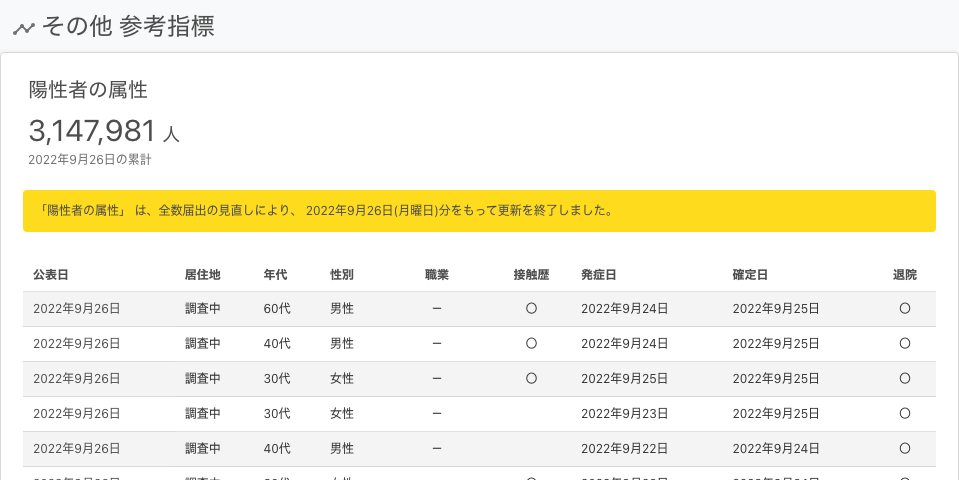 その他 参考指標
陽性者の属性
3,147,981 人
2022年9月26日の累計
「陽性者の属性」 は、全数届出の見直しにより、 2022年9月26日(月曜日)分をもって更新を終了しました。
公表日 居住地 年代 性別 職業 接触歴 発症日 確定日 退院
2022年9月26日 調査中 60代 男性 － 〇 2022年9月24日 2022年9月25日 〇
2022年9月26日 調査中 40代 男性 － 〇 2022年9月24日 2022年9月25日 〇
2022年9月26日 調査中 30代 女性 － 〇 2022年9月25日 2022年9月25日 〇
2022年9月26日 調査中 30代 女性 － 2022年9月23日 2022年9月25日 〇
2022年9月26日 調査中 40代 男性 － 2022年9月22日 2022年9月24日 〇